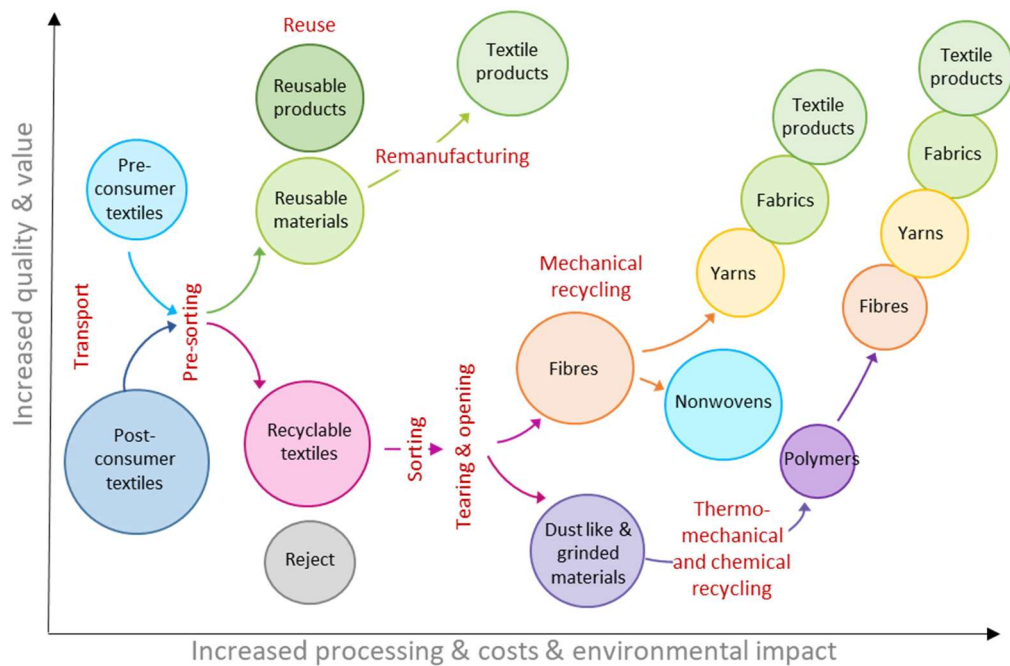 Increased quality & value
Reuse
Reusable
products
Textile
products
Textile
products
Textile
products
Pre-
consumer
textiles
Reusable
materials
Remanufacturing
Fabrics
Fabrics
Yarns
Yarns
Transport
Pre-sorting
Mechanical
recycling
Fibres
Fibres
Nonwovens
Post-
consumer
textiles
Recyclable
textiles
Sorting
Tearing & opening
Polymers
Reject
Dust like &
grinded
materials
Thermo-
mechanical
and chemical
recycling
Increased processing & costs & environmental impact